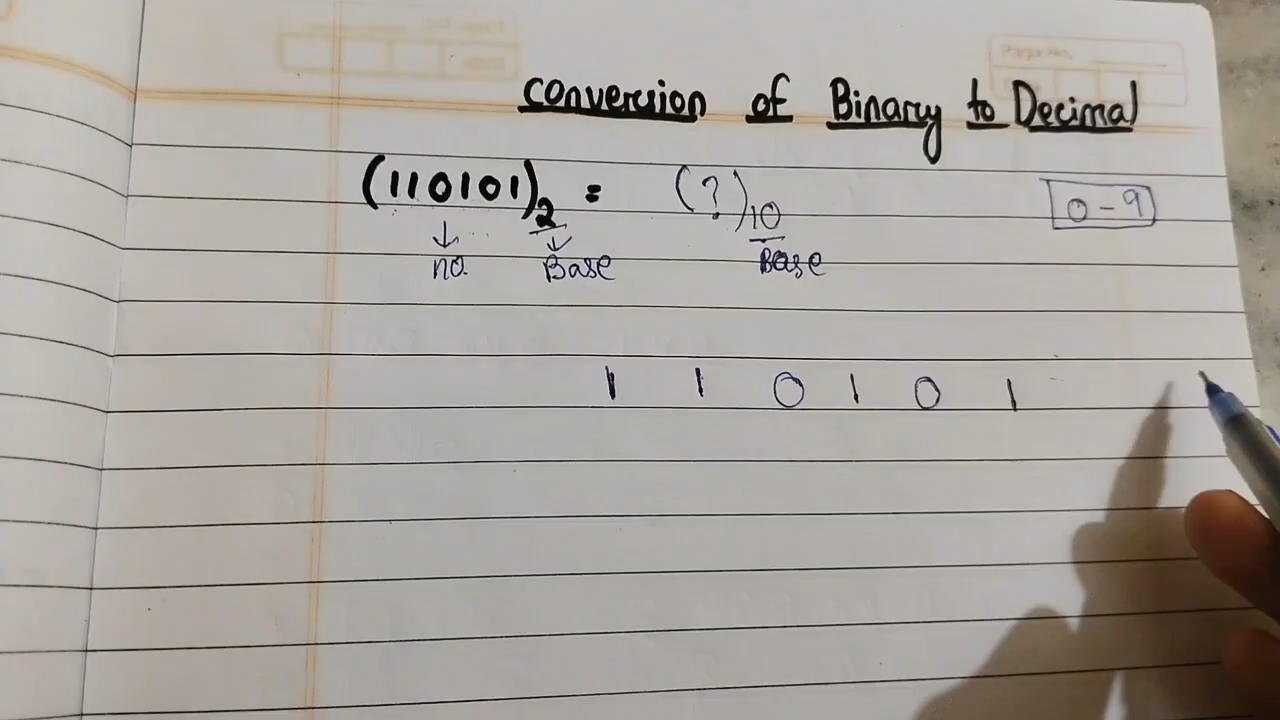 Conversion of Binary to Decimal
(110101)2 = (?)10
0-9
↓ ↓
no. Base Base
1 1 0 1 0 1